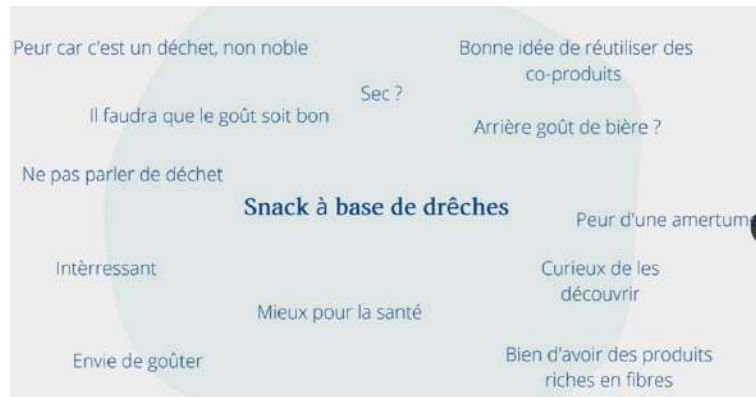 Peur car c'est un déchet, non noble
Bonne idée de réutiliser des
co-produits
Sec ?
Il faudra que le goût soit bon
Arrière goût de bière ?
Ne pas parler de déchet
Snack à base de drêches
Peur d'une amertume
Intèrressant
Curieux de les
découvrir
Mieux pour la santé
Envie de goûter
Bien d'avoir des produits
riches en fibres